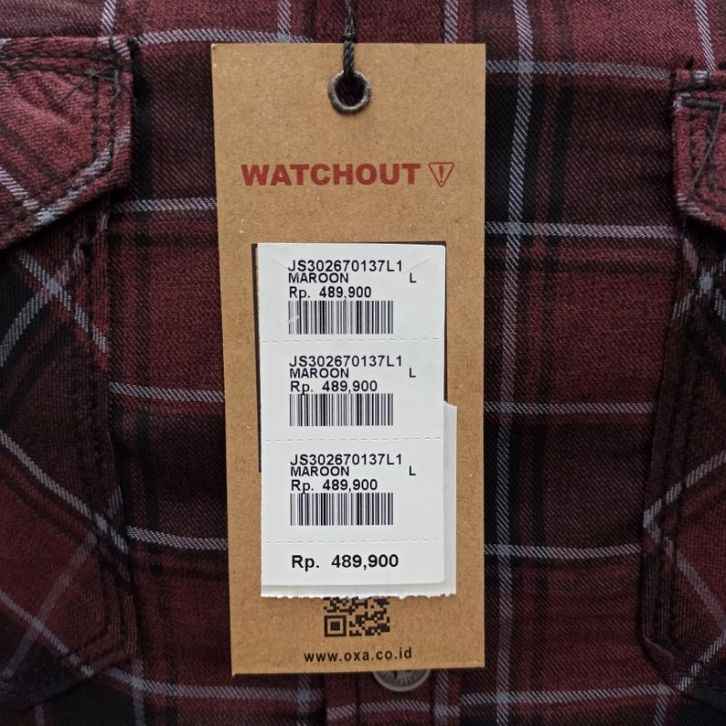 WATCHOUT
JS302670137L1
MAROON L
Rp. 489,900
JS302670137L1
MAROON L
Rp. 489,900
JS302670137L1
MAROON L
Rp. 489,900
Rp. 489,900
www.oxa.co.id